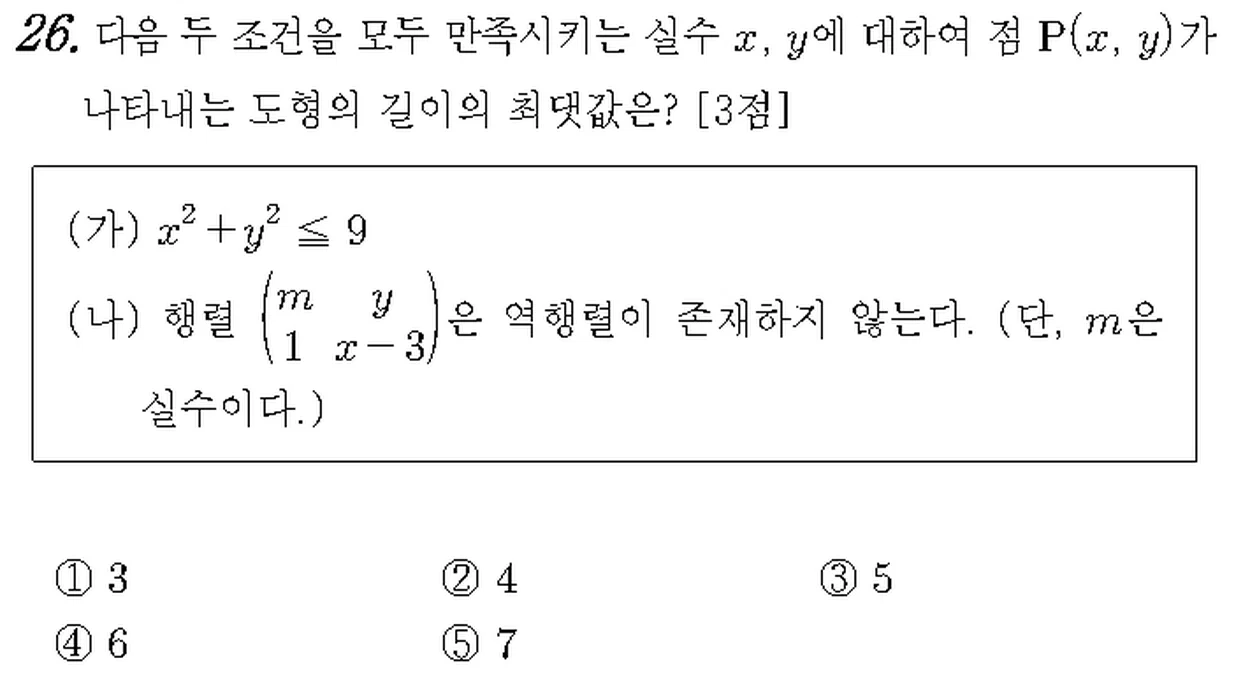 26. 다음 두 조건을 모두 만족시키는 실수 x, y에 대하여 점 P(x, y)가
나타내는 도형의 길이의 최댓값은? [3점]
(가) x² + y² ≦ 9
(나) 행렬 (m y
1 x-3)은 역행렬이 존재하지 않는다. (단, m은
실수이다.)
① 3 ② 4 ③ 5
④ 6 ⑤ 7